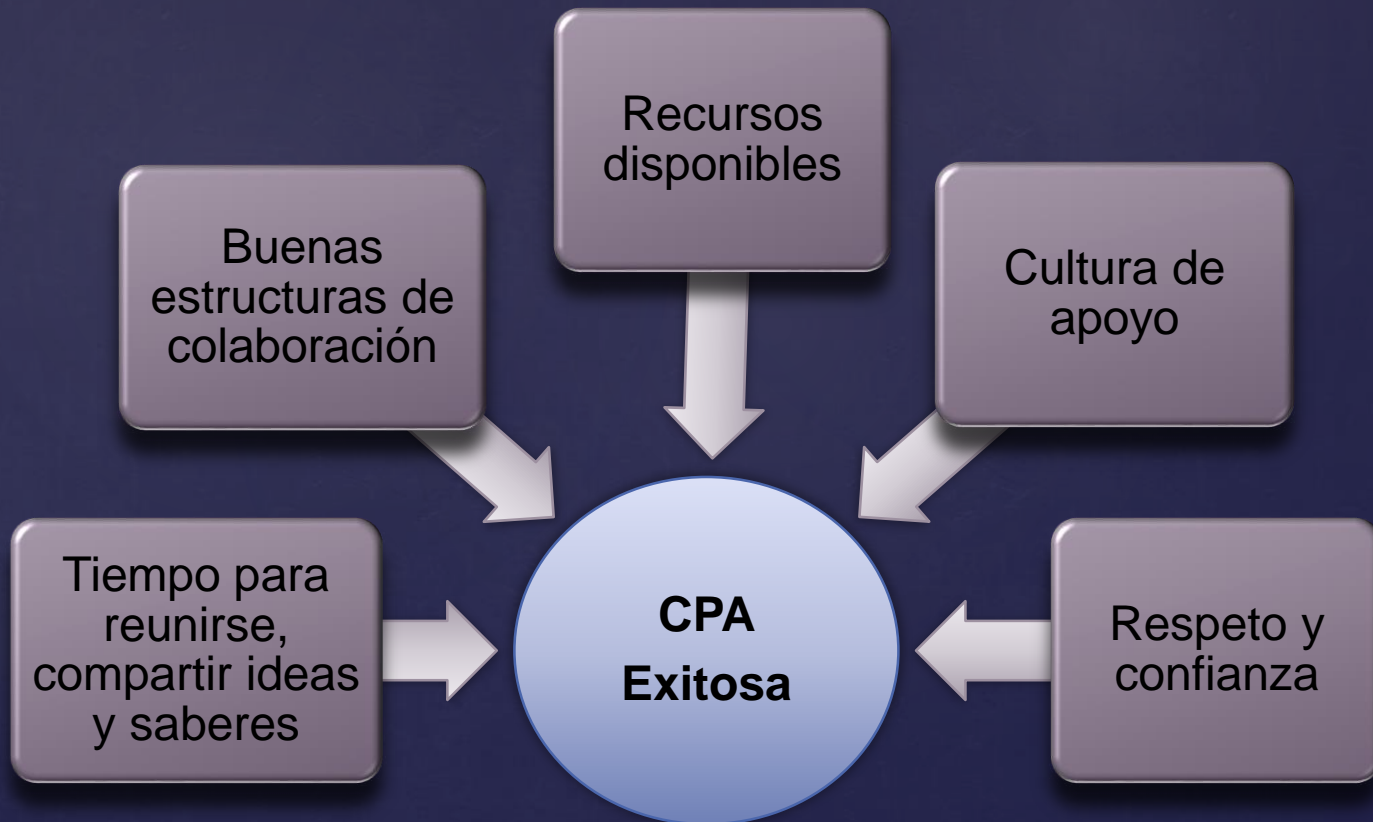 Recursos
disponibles
Buenas
estructuras de
colaboración
Cultura de
apoyo
Tiempo para
reunirse,
compartir ideas
y saberes
CPA
Exitosa
Respeto y
confianza